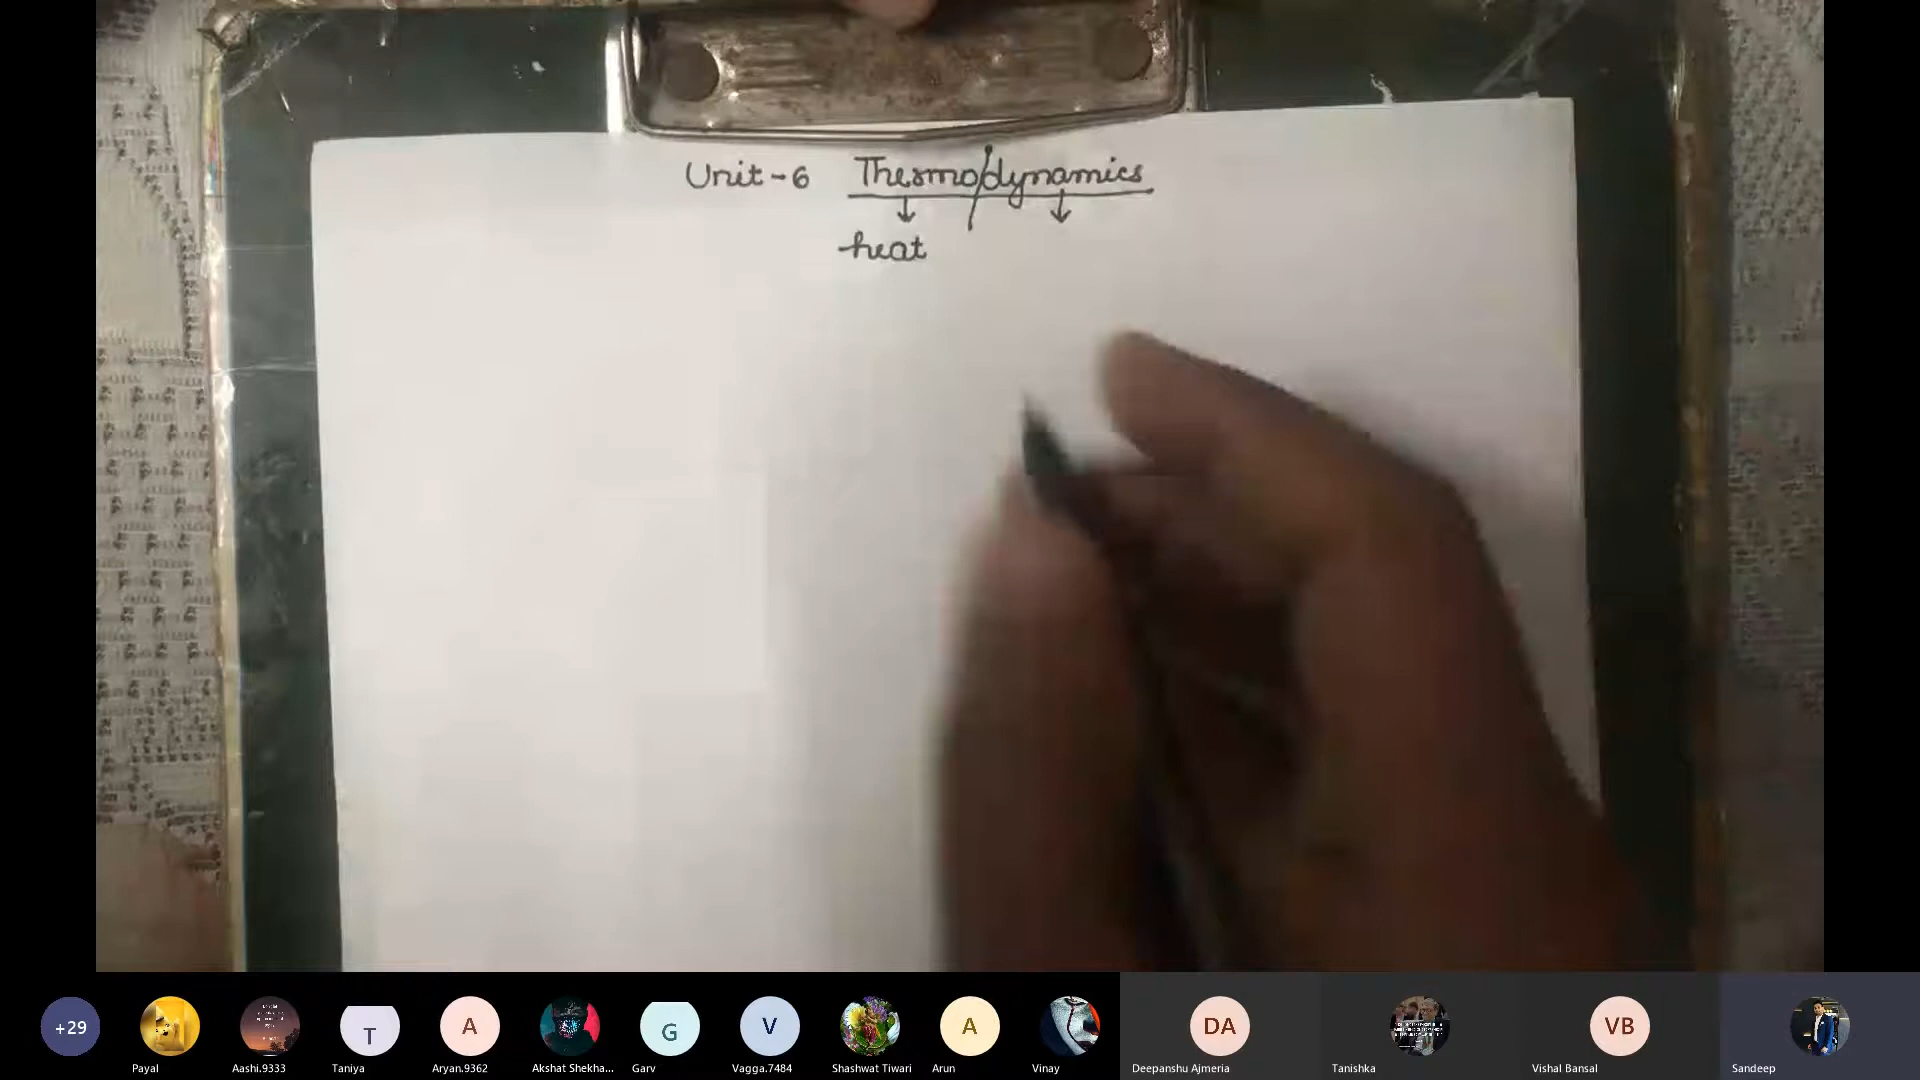 Unit-6 Thermodynamics
heat
+29
T
A
G
V
A
DA
VB
Payal
Aashi.9333
Taniya
Aryan.9362
Akshat Shekha...
Garv
Vagga.7484
Shashwat Tiwari
Arun
Vinay
Deepanshu Ajmeria
Tanishka
Vishal Bansal
Sandeep